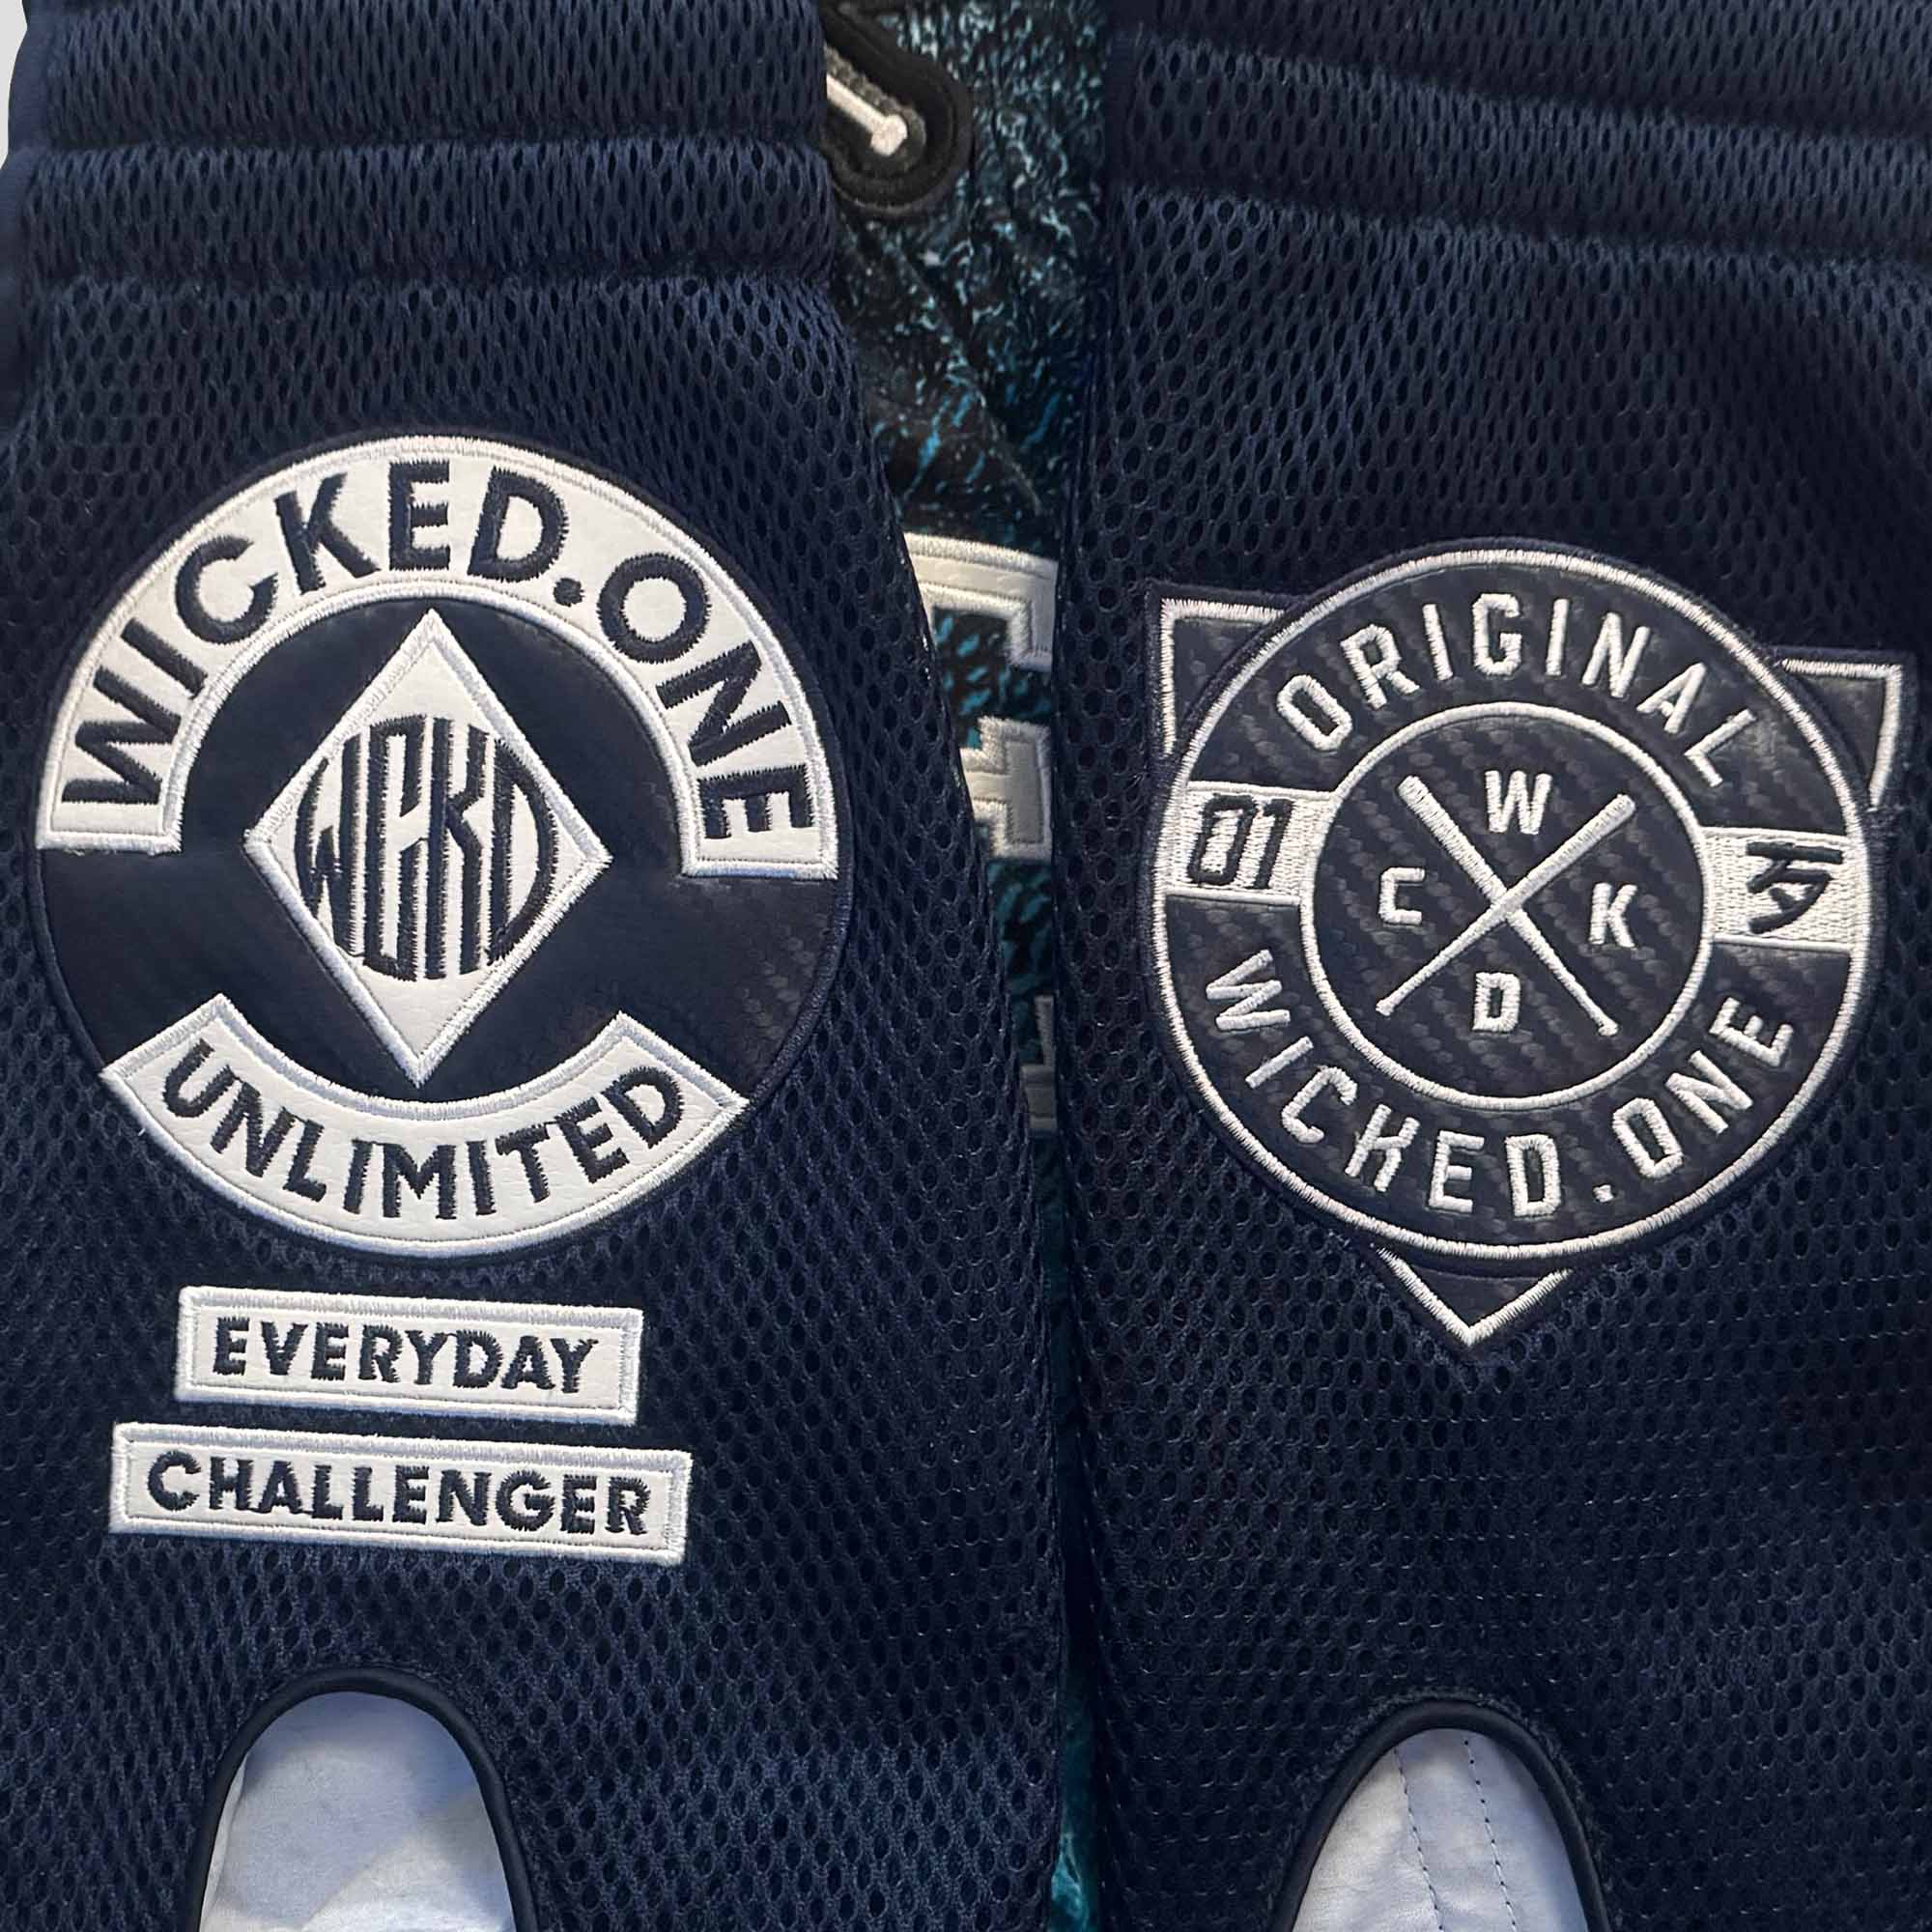 WICKED.ONE
WCKD
UNLIMITED
EVERYDAY
CHALLENGER
ORIGINAL
01
W
C K
D
WICKED.ONE